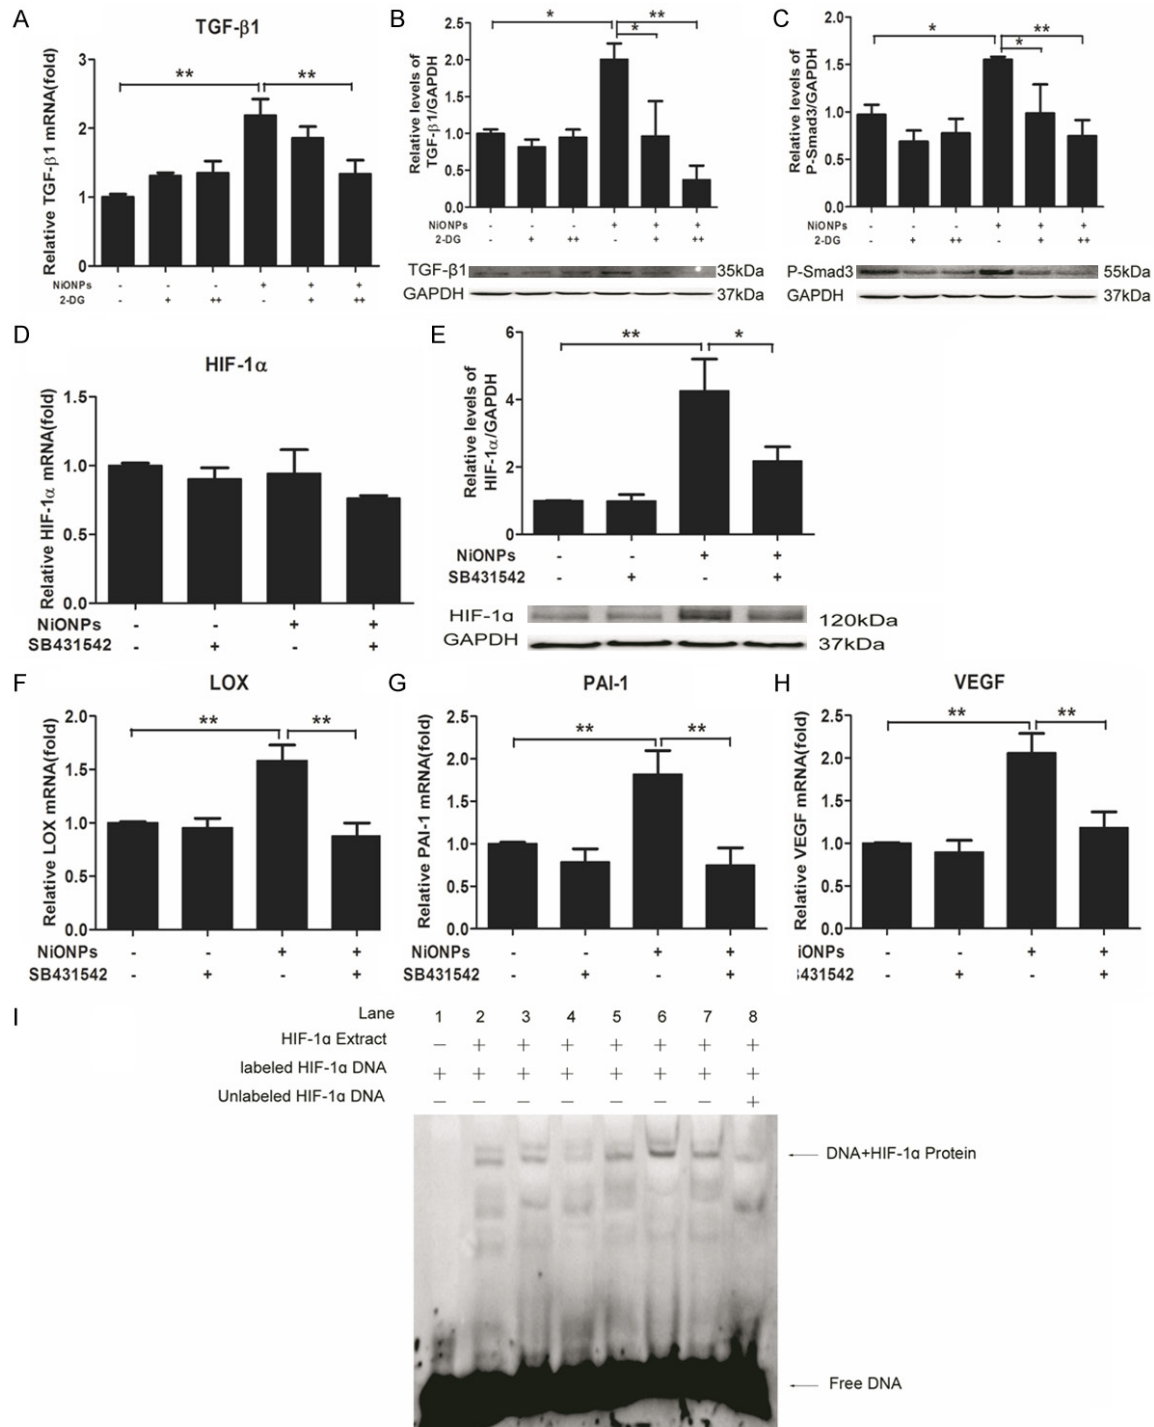 A
TGF-β1
Relative TGF-β1 mRNA(fold)
3
2
1
0
** **
NiONPs - - - + + +
2-DG - + ++ - + ++
B
Relative levels of
TGF-β1/GAPDH
2.5
2.0
1.5
1.0
0.5
0.0
* **
*
NiONPs - - - + + +
2-DG - + ++ - + ++
TGF-β1 35kDa
GAPDH 37kDa
C
Relative levels of
P-Smad3/GAPDH
2.0
1.5
1.0
0.5
0.0
* **
*
NiONPs - - - + + +
2-DG - + ++ - + ++
P-Smad3 55kDa
GAPDH 37kDa
D
HIF-1α
Relative HIF-1α mRNA(fold)
1.5
1.0
0.5
0.0
NiONPs - - + +
SB431542 - + - +
E
Relative levels of
HIF-1α/GAPDH
6
4
2
0
** *
NiONPs - - + +
SB431542 - + - +
HIF-1α 120kDa
GAPDH 37kDa
F
LOX
Relative LOX mRNA(fold)
2.0
1.5
1.0
0.5
0.0
** **
NiONPs - - + +
SB431542 - + - +
G
PAI-1
Relative PAI-1 mRNA(fold)
2.5
2.0
1.5
1.0
0.5
0.0
** **
NiONPs - - + +
SB431542 - + - +
H
VEGF
Relative VEGF mRNA(fold)
2.5
2.0
1.5
1.0
0.5
0.0
** **
iONPs - - + +
431542 - + - +
I
Lane 1 2 3 4 5 6 7 8
HIF-1α Extract − + + + + + + +
labeled HIF-1α DNA + + + + + + + +
Unlabeled HIF-1α DNA − − − − − − − +
DNA+HIF-1α Protein
Free DNA